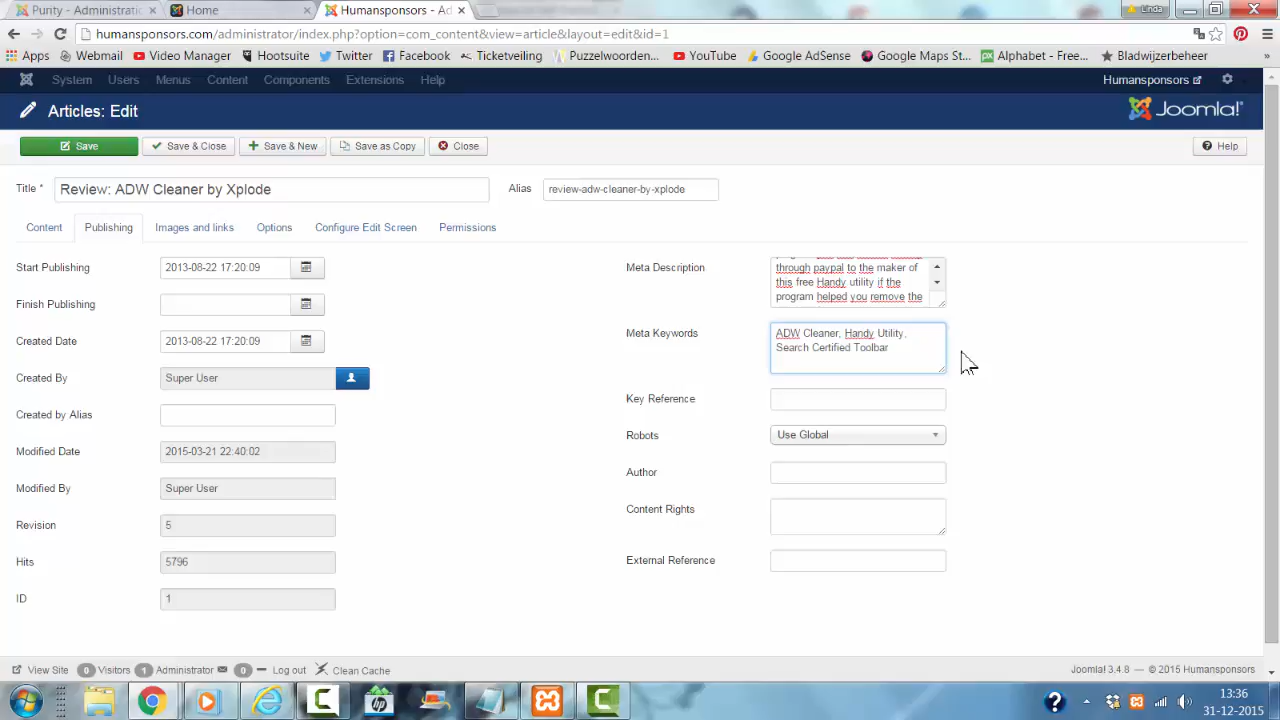 Purity - Administratio
Home
Humansponsors - Ad
Linda
humansponsors.com/administrator/index.php?option=com_content&view=article&layout=edit&id=1
Apps Webmail Video Manager Hootsuite Twitter Facebook Ticketveiling Puzzelwoorden... YouTube Google AdSense Google Maps St... Alphabet - Free... Bladwijzerbeheer »
System Users Menus Content Components Extensions Help Humansponsors
Articles: Edit Joomla!
Save Save & Close Save & New Save as Copy Close Help
Title * Review: ADW Cleaner by Xplode Alias review-adw-cleaner-by-xplode
Content Publishing Images and links Options Configure Edit Screen Permissions
Start Publishing 2013-08-22 17:20:09
Finish Publishing
Created Date 2013-08-22 17:20:09
Created By Super User
Created by Alias
Modified Date 2015-03-21 22:40:02
Modified By Super User
Revision 5
Hits 5796
ID 1
Meta Description
through paypal to the maker of
this free Handy utility if the
program helped you remove the
Meta Keywords
ADW Cleaner, Handy Utility,
Search Certified Toolbar
Key Reference
Robots Use Global
Author
Content Rights
External Reference
View Site 0 Visitors 1 Administrator 0 Log out Clean Cache Joomla! 3.4.8 — © 2015 Humansponsors
13:36
31-12-2015